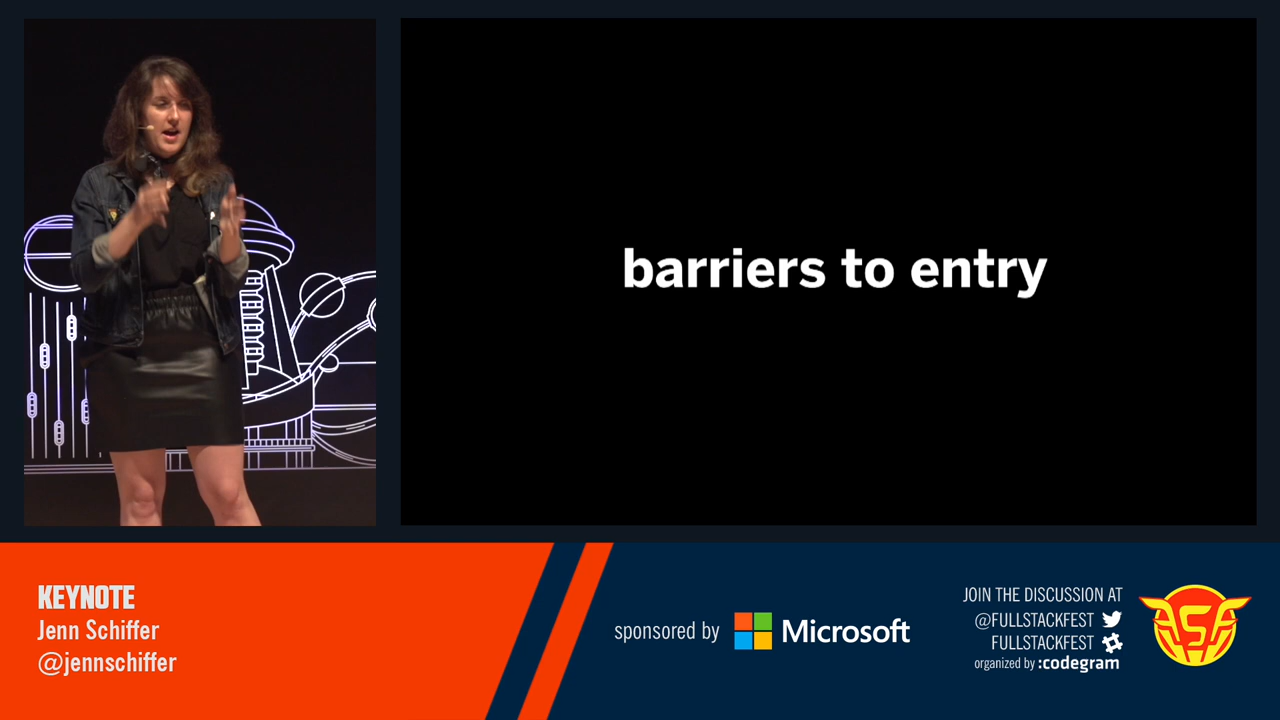 barriers to entry
KEYNOTE
Jenn Schiffer
@jennschiffer
sponsored by Microsoft
JOIN THE DISCUSSION AT
@FULLSTACKFEST
FULLSTACKFEST
organized by :codegram
FSF